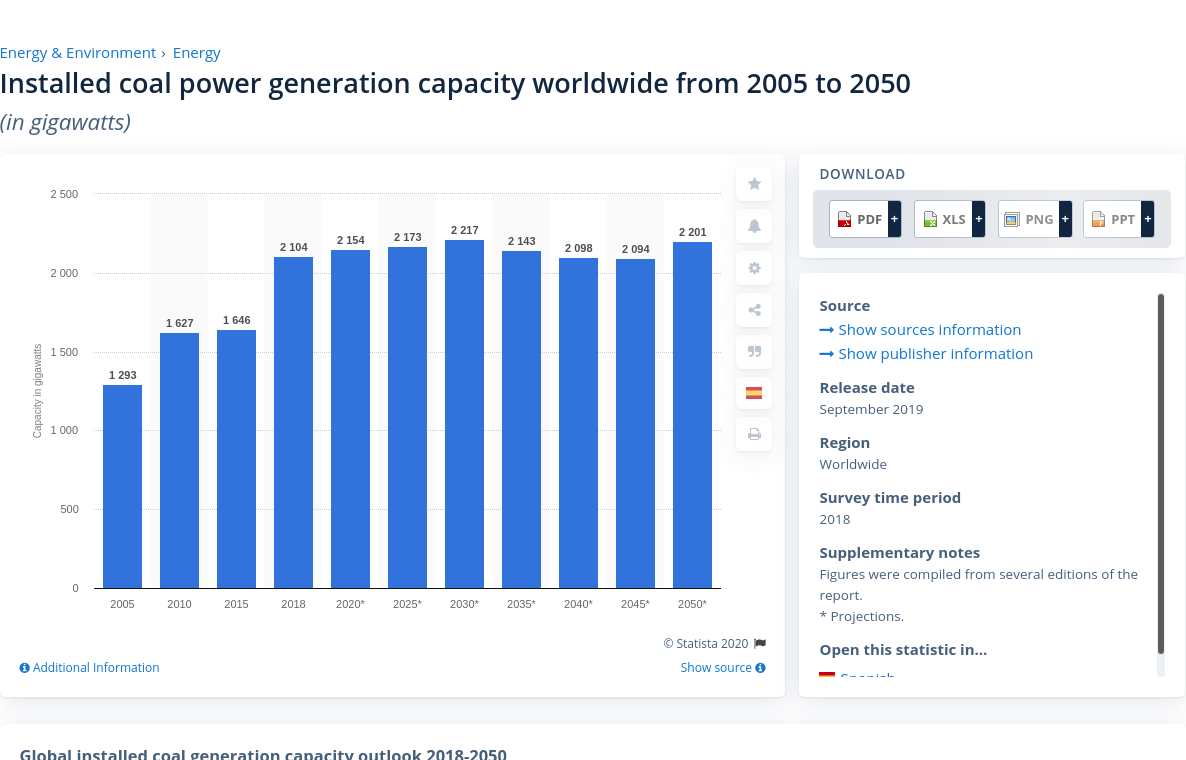 Energy & Environment › Energy
Installed coal power generation capacity worldwide from 2005 to 2050
(in gigawatts)
2 500
2 000
1 500
1 000
500
0
Capacity in gigawatts
1 293
1 627
1 646
2 104
2 154
2 173
2 217
2 143
2 098
2 094
2 201
2005
2010
2015
2018
2020*
2025*
2030*
2035*
2040*
2045*
2050*
© Statista 2020
Additional Information
Show source
DOWNLOAD
PDF +
XLS +
PNG +
PPT +
Source
Show sources information
Show publisher information
Release date
September 2019
Region
Worldwide
Survey time period
2018
Supplementary notes
Figures were compiled from several editions of the
report.
* Projections.
Open this statistic in...
Spanish
Global installed coal generation capacity outlook 2018-2050